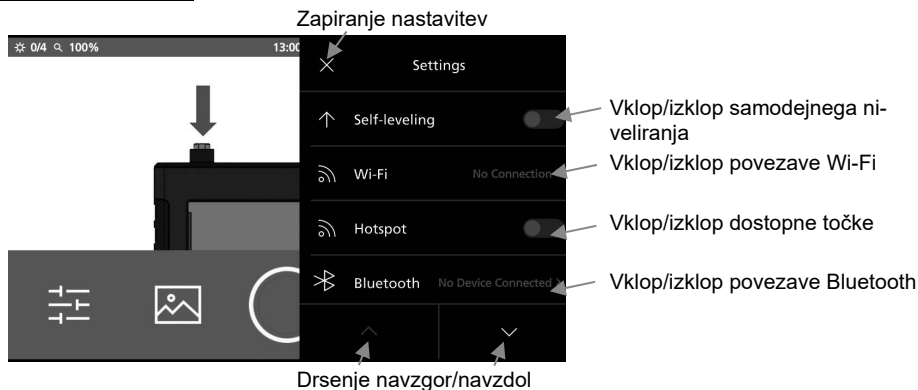 Zapiranje nastavitev
0/4 100% 13:00
Settings
Self-leveling
Vklop/izklop samodejnega ni-
veliranja
Wi-Fi No Connection
Vklop/izklop povezave Wi-Fi
Hotspot
Vklop/izklop dostopne točke
Bluetooth No Device Connected
Vklop/izklop povezave Bluetooth
Drsenje navzgor/navzdol